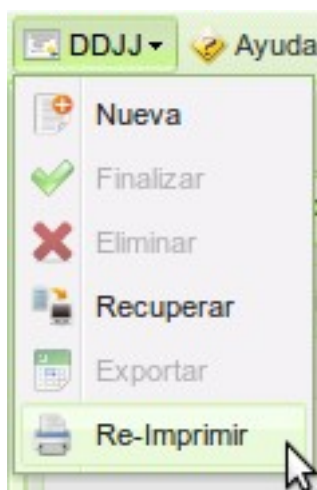 DDJJ Ayuda
Nueva
Finalizar
Eliminar
Recuperar
Exportar
Re-Imprimir